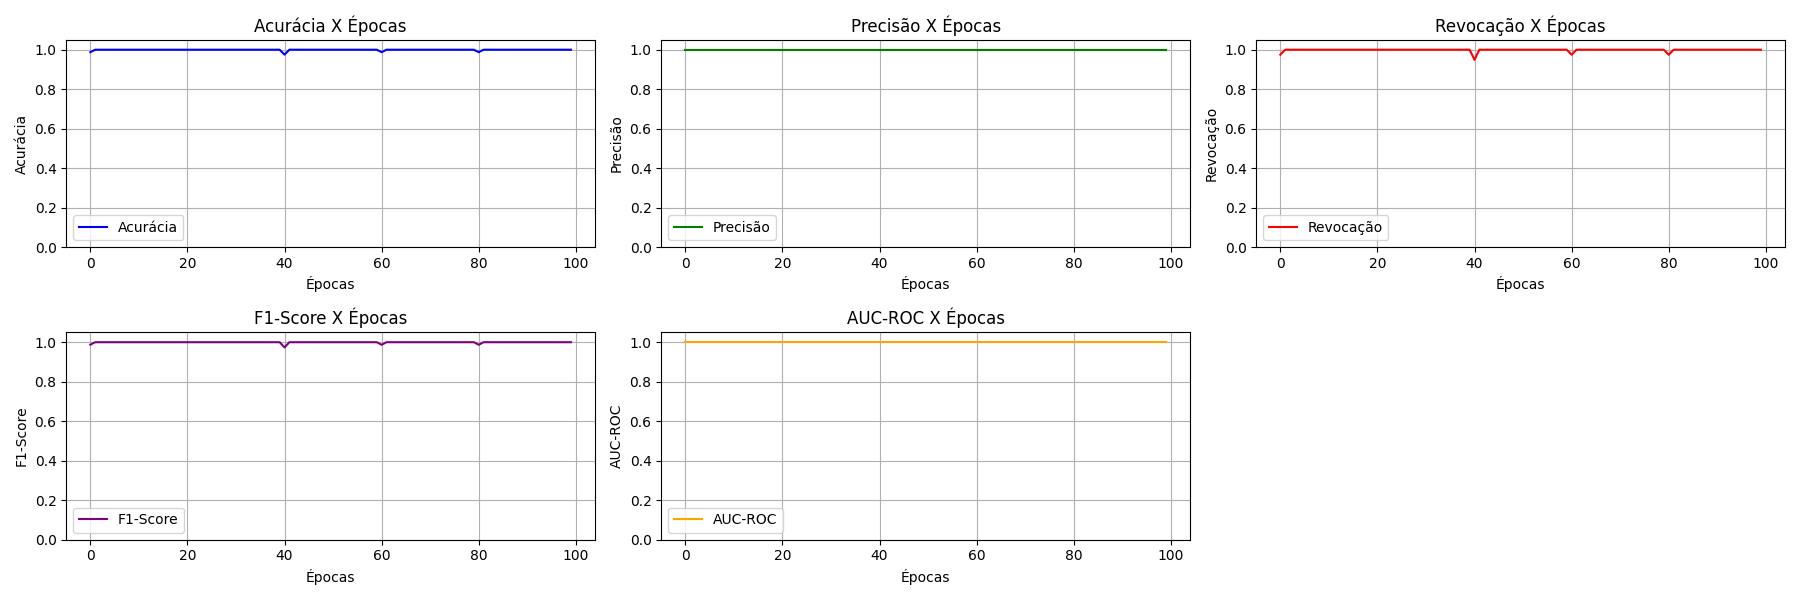 Acurácia X Épocas
1.0
0.8
0.6
0.4
0.2
0.0
Acurácia
Acurácia
0 20 40 60 80 100
Épocas
Precisão X Épocas
1.0
0.8
0.6
0.4
0.2
0.0
Precisão
Precisão
0 20 40 60 80 100
Épocas
Revocação X Épocas
1.0
0.8
0.6
0.4
0.2
0.0
Revocação
Revocação
0 20 40 60 80 100
Épocas
F1-Score X Épocas
1.0
0.8
0.6
0.4
0.2
0.0
F1-Score
F1-Score
0 20 40 60 80 100
Épocas
AUC-ROC X Épocas
1.0
0.8
0.6
0.4
0.2
0.0
AUC-ROC
AUC-ROC
0 20 40 60 80 100
Épocas